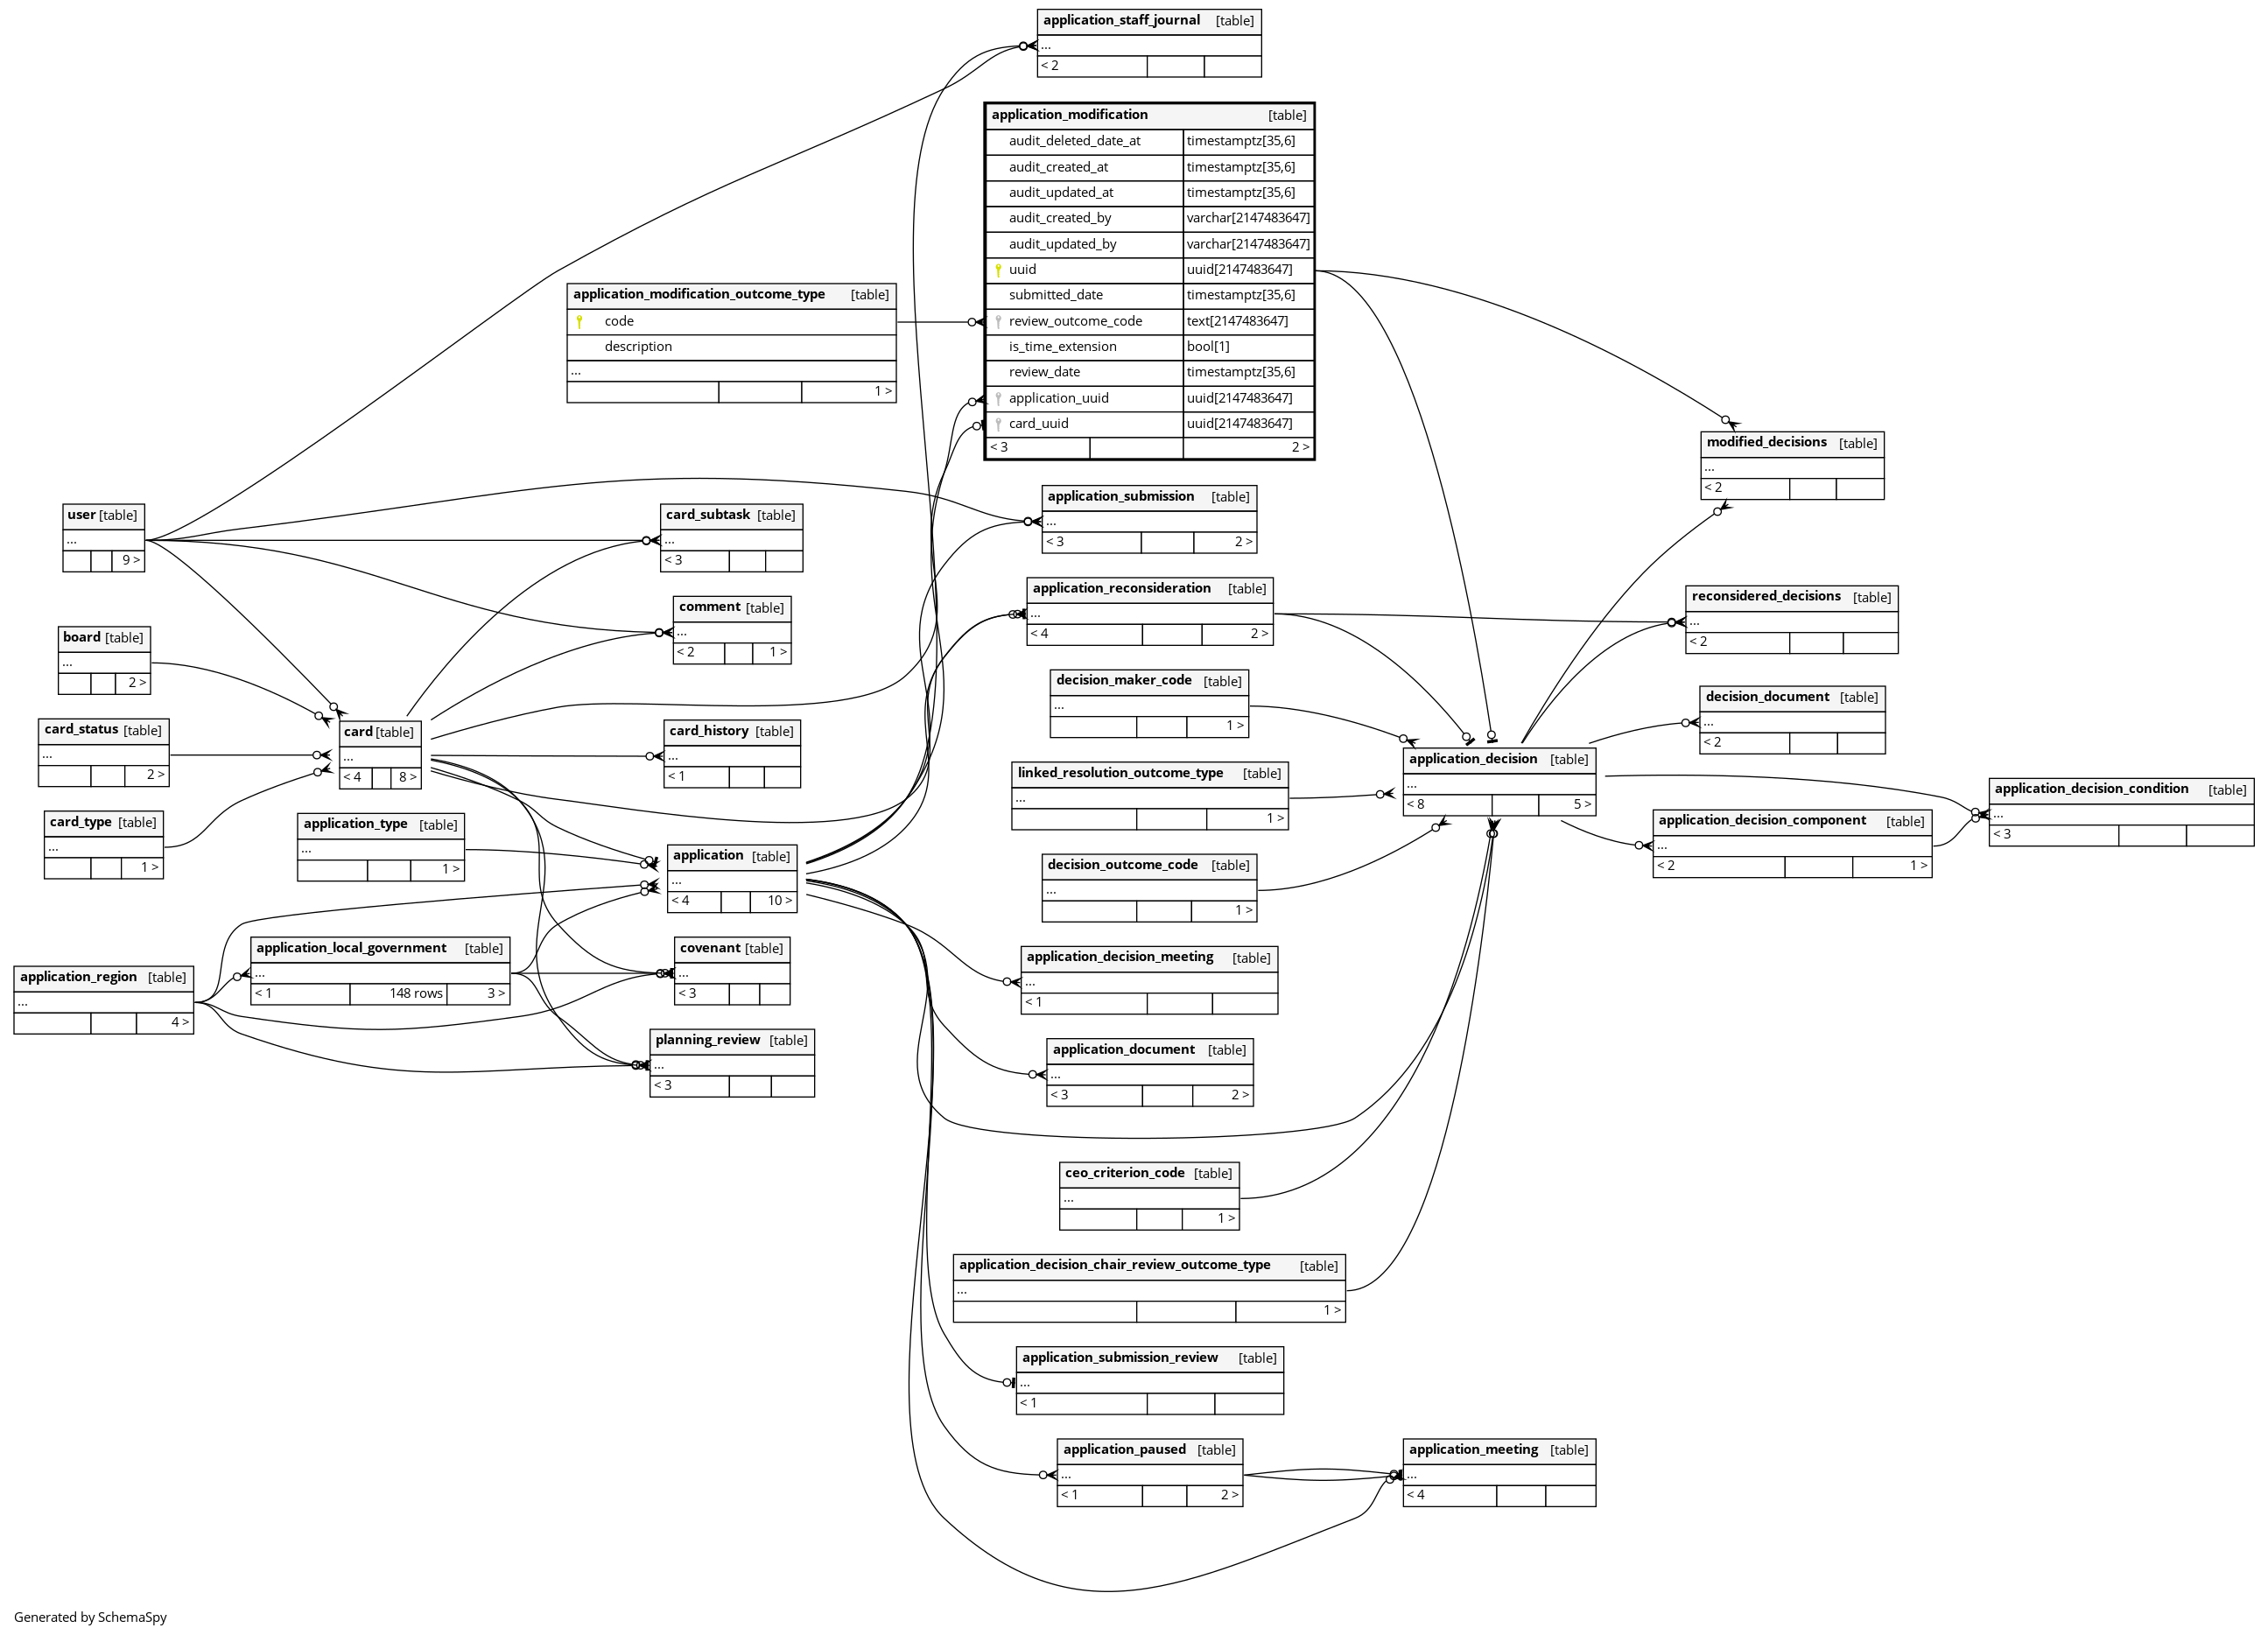 application_staff_journal [table]
...
< 2
application_modification [table]
audit_deleted_date_at timestamptz[35,6]
audit_created_at timestamptz[35,6]
audit_updated_at timestamptz[35,6]
audit_created_by varchar[2147483647]
audit_updated_by varchar[2147483647]
uuid uuid[2147483647]
submitted_date timestamptz[35,6]
review_outcome_code text[2147483647]
is_time_extension bool[1]
review_date timestamptz[35,6]
application_uuid uuid[2147483647]
card_uuid uuid[2147483647]
< 3 2 >
application_modification_outcome_type [table]
code
description
...
1 >
modified_decisions [table]
...
< 2
user [table]
...
9 >
card_subtask [table]
...
< 3
application_submission [table]
...
< 3 2 >
comment [table]
...
< 2 1 >
application_reconsideration [table]
...
< 4 2 >
reconsidered_decisions [table]
...
< 2
board [table]
...
2 >
decision_maker_code [table]
...
1 >
decision_document [table]
...
< 2
card_status [table]
...
2 >
card [table]
...
< 4 8 >
card_history [table]
...
< 1
application_decision [table]
...
< 8 5 >
linked_resolution_outcome_type [table]
...
1 >
application_decision_condition [table]
...
< 3
card_type [table]
...
1 >
application_type [table]
...
1 >
application_decision_component [table]
...
< 2 1 >
application [table]
...
< 4 10 >
decision_outcome_code [table]
...
1 >
application_local_government [table]
...
< 1 148 rows 3 >
covenant [table]
...
< 3
application_decision_meeting [table]
...
< 1
application_region [table]
...
4 >
planning_review [table]
...
< 3
application_document [table]
...
< 3 2 >
ceo_criterion_code [table]
...
1 >
application_decision_chair_review_outcome_type [table]
...
1 >
application_submission_review [table]
...
< 1
application_paused [table]
...
< 1 2 >
application_meeting [table]
...
< 4
Generated by SchemaSpy